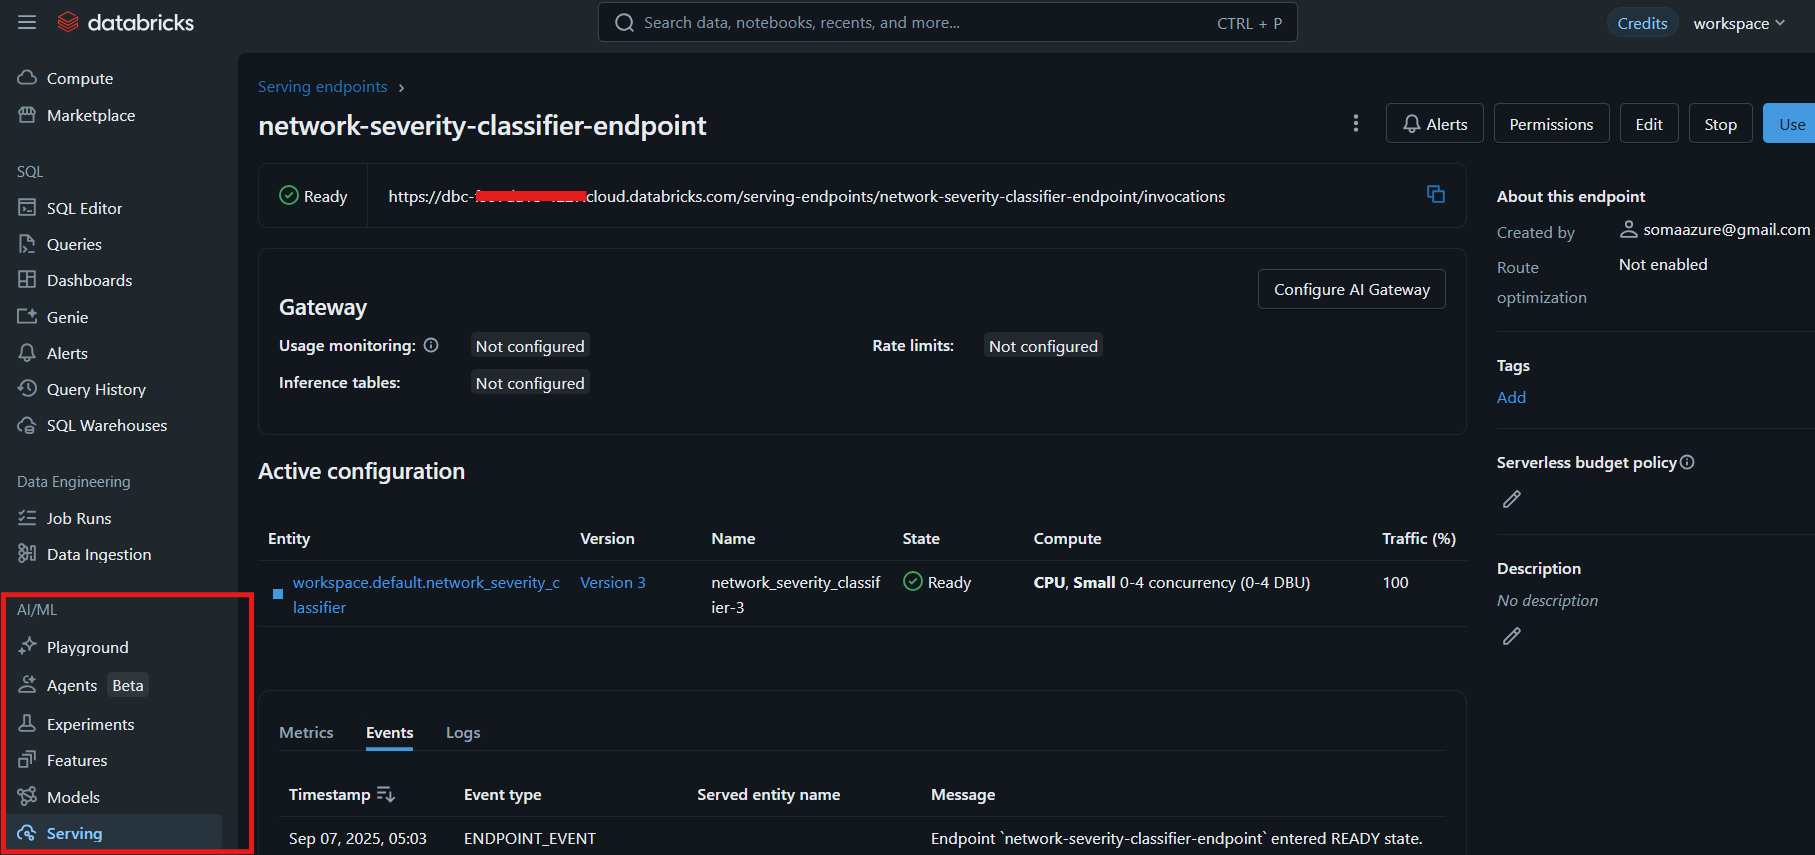 databricks
Search data, notebooks, recents, and more...
CTRL + P
Credits
workspace
Compute
Marketplace
SQL
SQL Editor
Queries
Dashboards
Genie
Alerts
Query History
SQL Warehouses
Data Engineering
Job Runs
Data Ingestion
AI/ML
Playground
Agents Beta
Experiments
Features
Models
Serving
Serving endpoints
network-severity-classifier-endpoint
Alerts
Permissions
Edit
Stop
Use
Ready
https://dbc- cloud.databricks.com/serving-endpoints/network-severity-classifier-endpoint/invocations
Gateway
Configure AI Gateway
Usage monitoring: Not configured
Rate limits: Not configured
Inference tables: Not configured
Active configuration
Entity Version Name State Compute Traffic (%)
workspace.default.network_severity_c
lassifier
Version 3
network_severity_classif
ier-3
Ready
CPU, Small 0-4 concurrency (0-4 DBU)
100
Metrics Events Logs
Timestamp Event type Served entity name Message
Sep 07, 2025, 05:03 ENDPOINT_EVENT Endpoint `network-severity-classifier-endpoint` entered READY state.
About this endpoint
Created by somaazure@gmail.com
Route
optimization
Not enabled
Tags
Add
Serverless budget policy
Description
No description